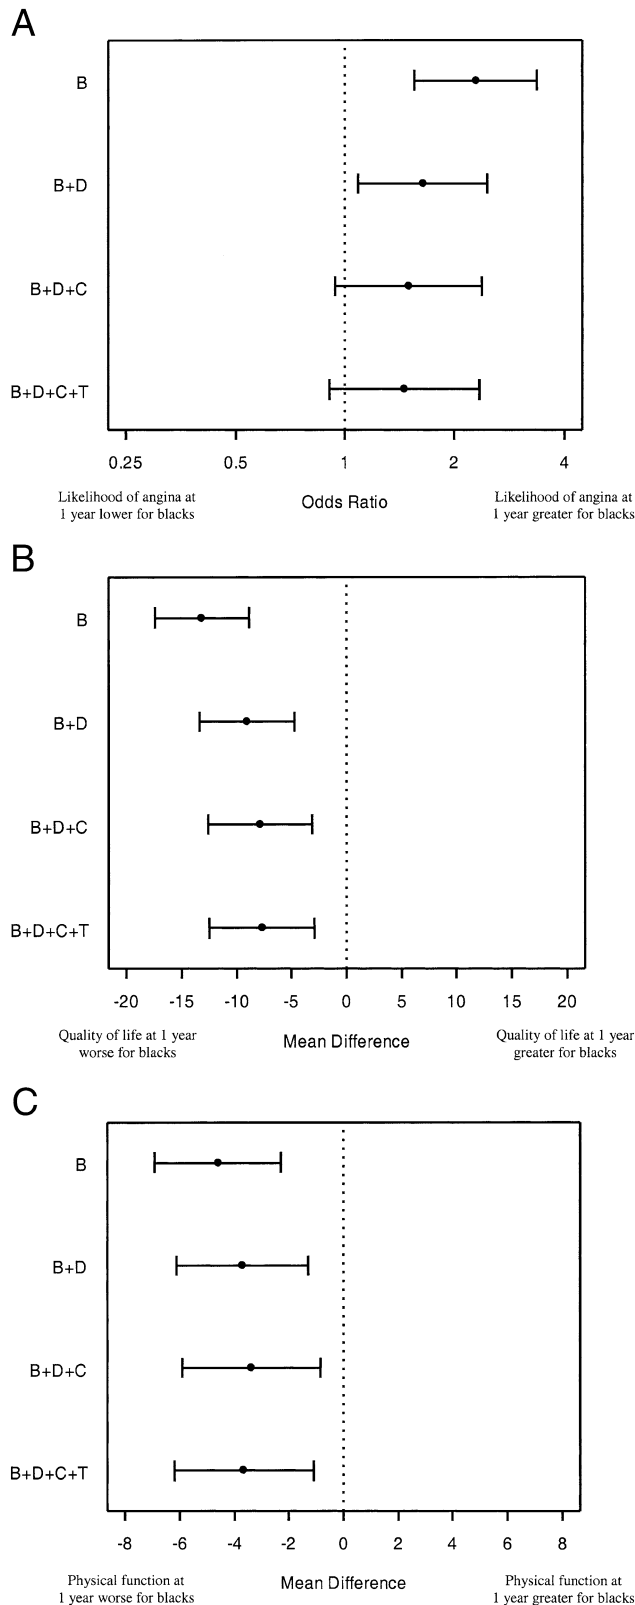 A
B
B+D
B+D+C
B+D+C+T
0.25 0.5 1 2 4
Likelihood of angina at
1 year lower for blacks
Odds Ratio
Likelihood of angina at
1 year greater for blacks
B
B
B+D
B+D+C
B+D+C+T
-20 -15 -10 -5 0 5 10 15 20
Quality of life at 1 year
worse for blacks
Mean Difference
Quality of life at 1 year
greater for blacks
C
B
B+D
B+D+C
B+D+C+T
-8 -6 -4 -2 0 2 4 6 8
Physical function at
1 year worse for blacks
Mean Difference
Physical function at
1 year greater for blacks